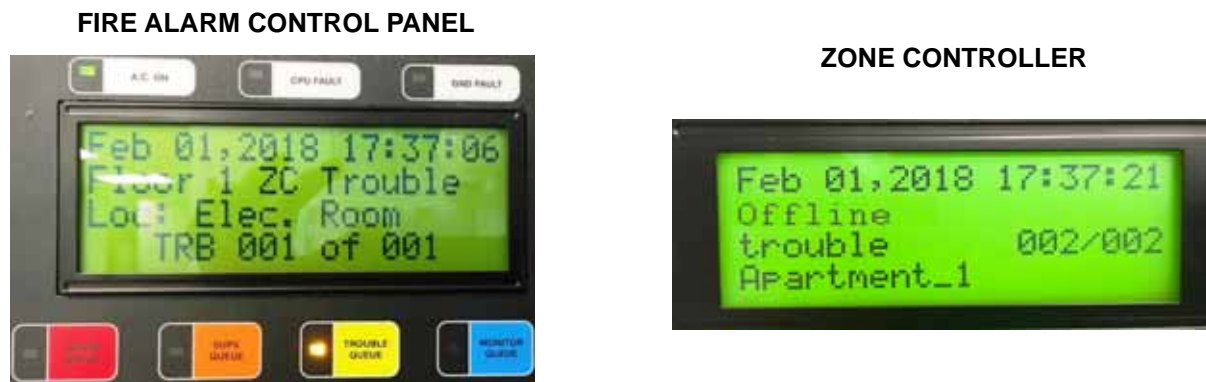 FIRE ALARM CONTROL PANEL
A.C. ON
CPU FAULT
GND FAULT
Feb 01,2018 17:37:06
Floor 1 ZC Trouble
Loc: Elec. Room
TRB 001 of 001
QUEUE
SUPV QUEUE
TROUBLE QUEUE
MONITOR QUEUE
ZONE CONTROLLER
Feb 01,2018 17:37:21
Offline
trouble 002/002
Apartment_1